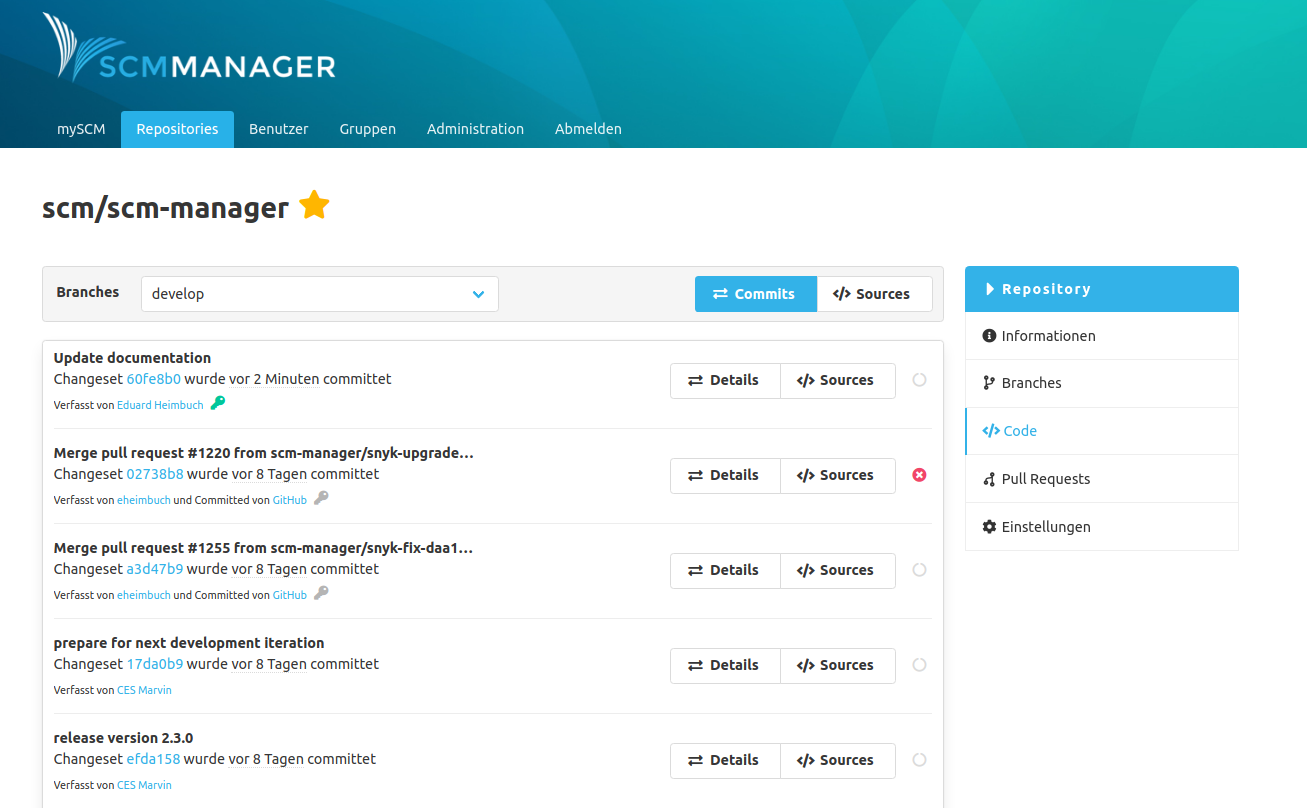 SCMMANAGER
mySCM Repositories Benutzer Gruppen Administration Abmelden
scm/scm-manager
Branches develop Commits Sources
Update documentation
Changeset 60fe8b0 wurde vor 2 Minuten committet
Verfasst von Eduard Heimbuch
Details Sources
Merge pull request #1220 from scm-manager/snyk-upgrade…
Changeset 02738b8 wurde vor 8 Tagen committet
Verfasst von eheimbuch und Committed von GitHub
Details Sources
Merge pull request #1255 from scm-manager/snyk-fix-daa1…
Changeset a3d47b9 wurde vor 8 Tagen committet
Verfasst von eheimbuch und Committed von GitHub
Details Sources
prepare for next development iteration
Changeset 17da0b9 wurde vor 8 Tagen committet
Verfasst von CES Marvin
Details Sources
release version 2.3.0
Changeset efda158 wurde vor 8 Tagen committet
Verfasst von CES Marvin
Details Sources
Repository
Informationen
Branches
Code
Pull Requests
Einstellungen